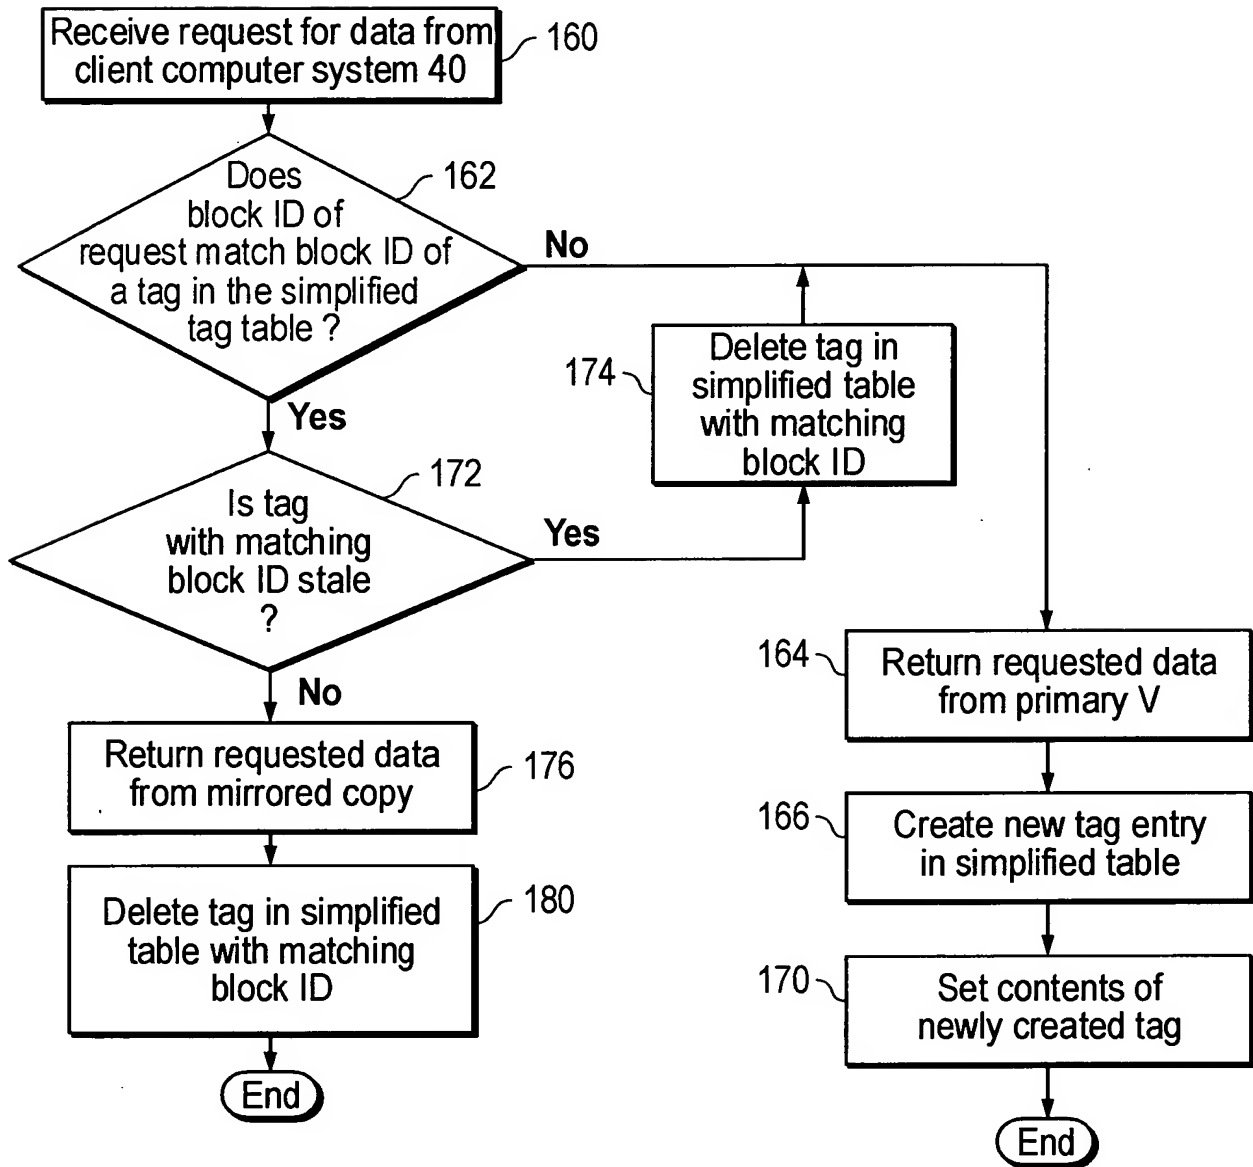 Receive request for data from
client computer system 40
160
Does
block ID of
request match block ID of
a tag in the simplified
tag table ?
162
No
Yes
174
Delete tag in
simplified table
with matching
block ID
Is tag
with matching
block ID stale
?
172
Yes
No
164
Return requested data
from primary V
Return requested data
from mirrored copy
176
166
Create new tag entry
in simplified table
Delete tag in simplified
table with matching
block ID
180
170
Set contents of
newly created tag
End
End